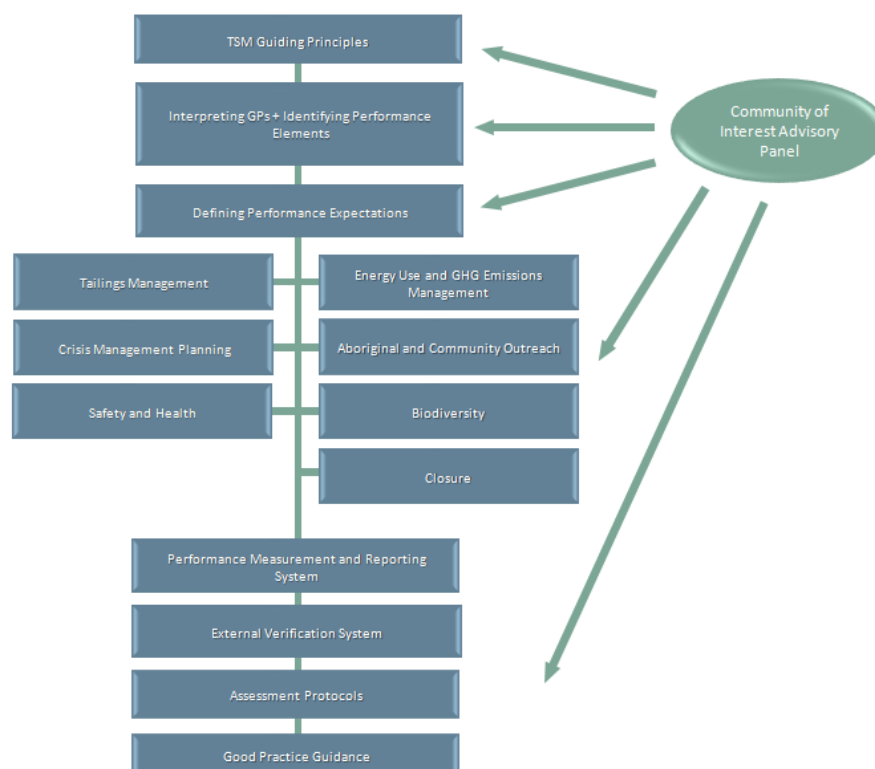 TSM Guiding Principles
Interpreting GPs + Identifying Performance
Elements
Community of
Interest Advisory
Panel
Defining Performance Expectations
Tailings Management
Energy Use and GHG Emissions
Management
Crisis Management Planning
Aboriginal and Community Outreach
Safety and Health
Biodiversity
Closure
Performance Measurement and Reporting
System
External Verification System
Assessment Protocols
Good Practice Guidance